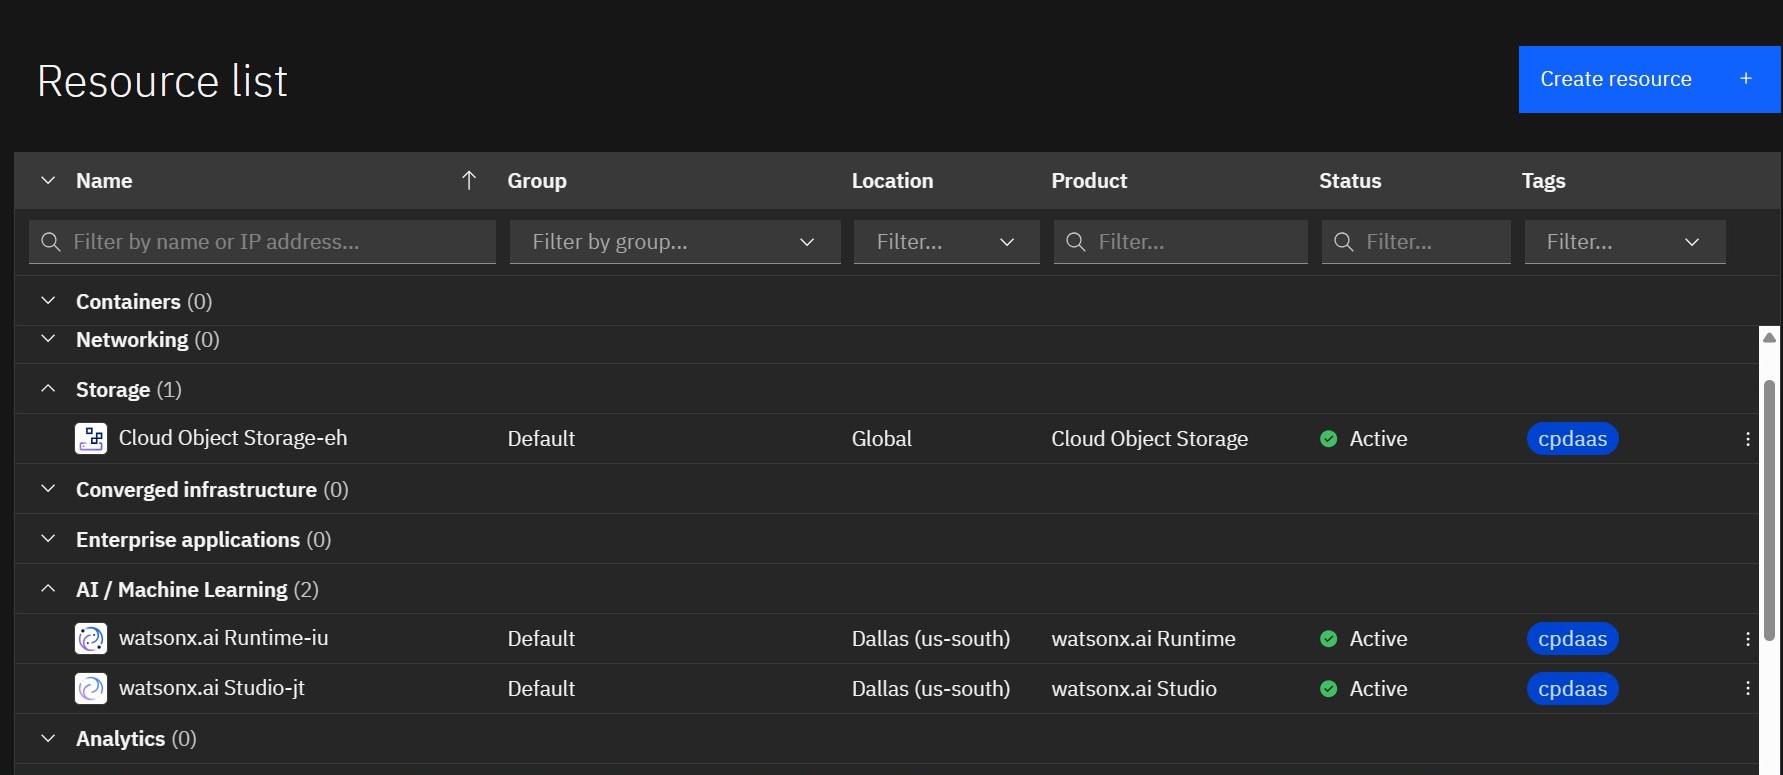 Resource list
Create resource +
Name Group Location Product Status Tags
Filter by name or IP address... Filter by group... Filter... Filter... Filter... Filter...
Containers (0)
Networking (0)
Storage (1)
Cloud Object Storage-eh Default Global Cloud Object Storage Active cpdaas
Converged infrastructure (0)
Enterprise applications (0)
AI / Machine Learning (2)
watsonx.ai Runtime-iu Default Dallas (us-south) watsonx.ai Runtime Active cpdaas
watsonx.ai Studio-jt Default Dallas (us-south) watsonx.ai Studio Active cpdaas
Analytics (0)